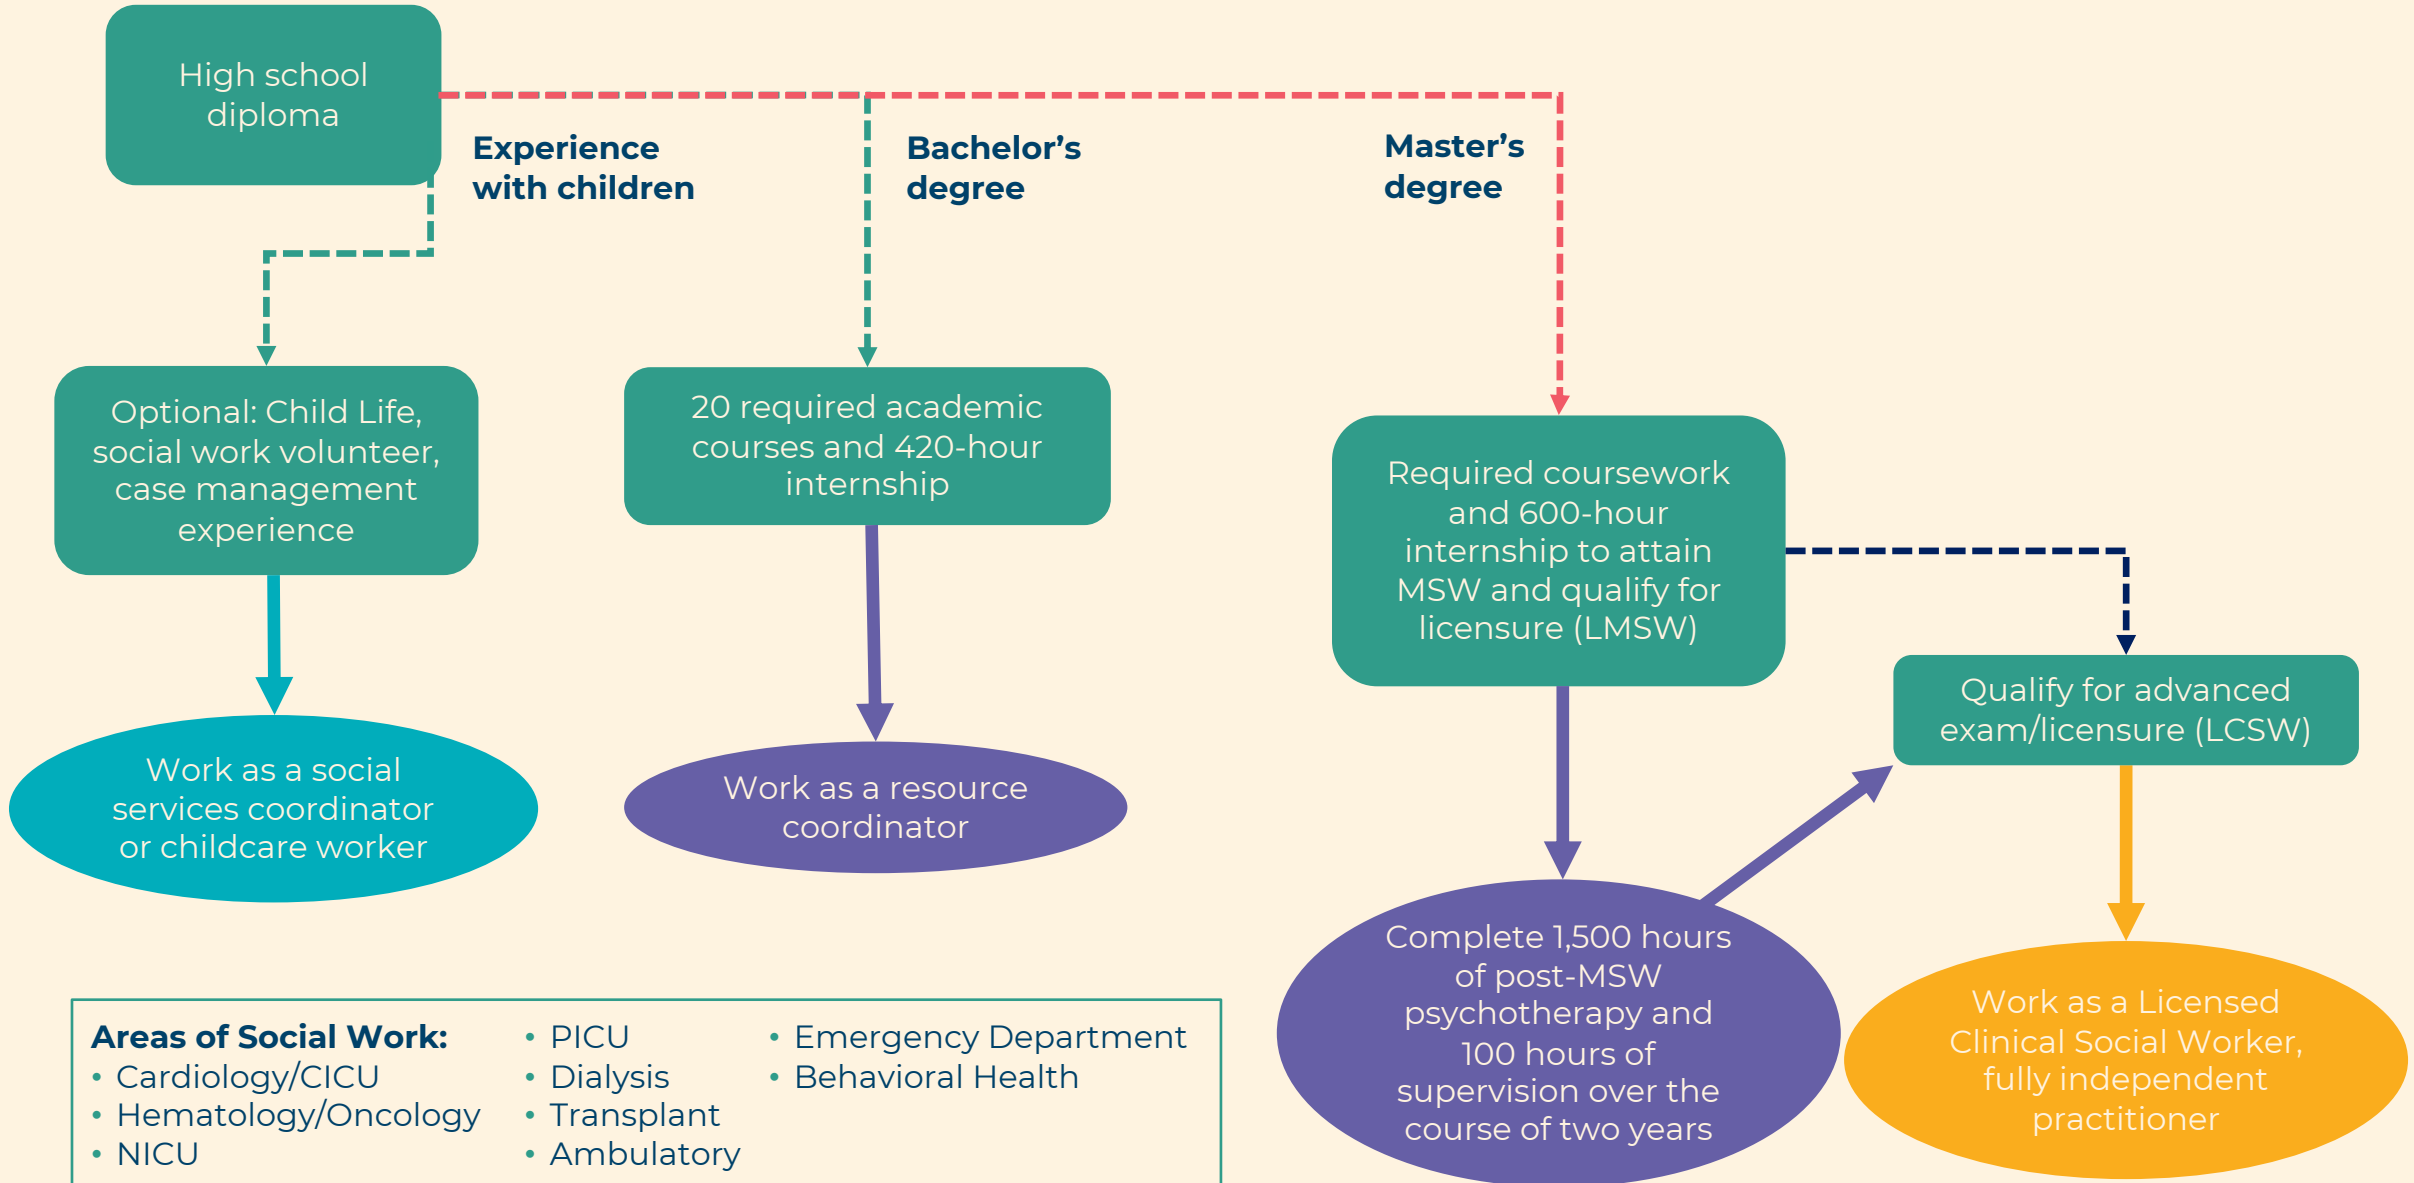 High school
diploma
Experience
with children
Bachelor’s
degree
Master’s
degree
Optional: Child Life,
social work volunteer,
case management
experience
20 required academic
courses and 420-hour
internship
Required coursework
and 600-hour
internship to attain
MSW and qualify for
licensure (LMSW)
Qualify for advanced
exam/licensure (LCSW)
Work as a social
services coordinator
or childcare worker
Work as a resource
coordinator
Complete 1,500 hours
of post-MSW
psychotherapy and
100 hours of
supervision over the
course of two years
Work as a Licensed
Clinical Social Worker,
fully independent
practitioner
Areas of Social Work:
• Cardiology/CICU
• Hematology/Oncology
• NICU
• PICU
• Dialysis
• Transplant
• Ambulatory
• Emergency Department
• Behavioral Health